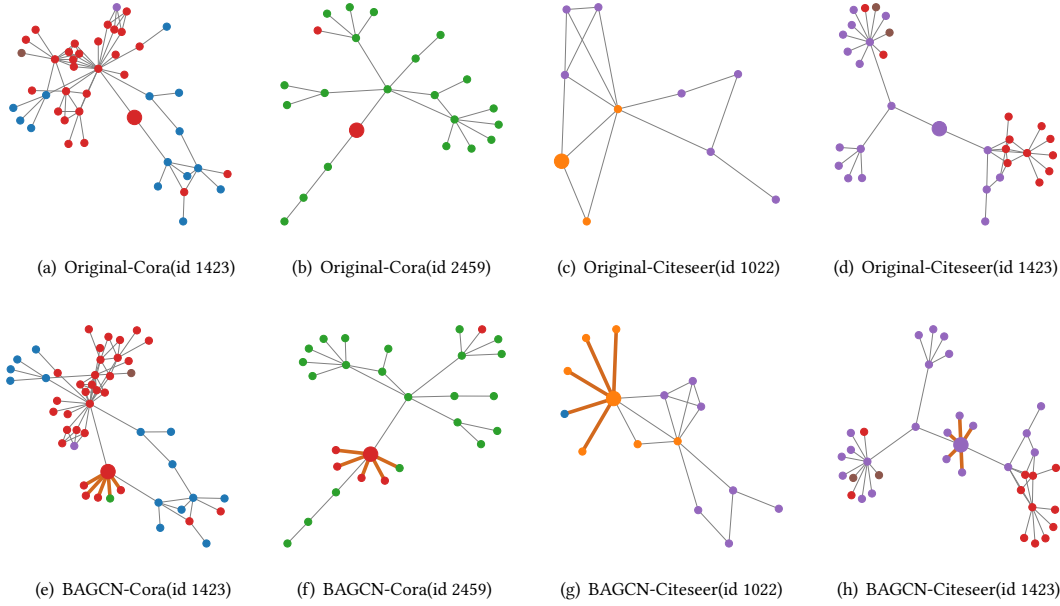 (a) Original-Cora(id 1423)
(b) Original-Cora(id 2459)
(c) Original-Citeseer(id 1022)
(d) Original-Citeseer(id 1423)
(e) BAGCN-Cora(id 1423)
(f) BAGCN-Cora(id 2459)
(g) BAGCN-Citeseer(id 1022)
(h) BAGCN-Citeseer(id 1423)